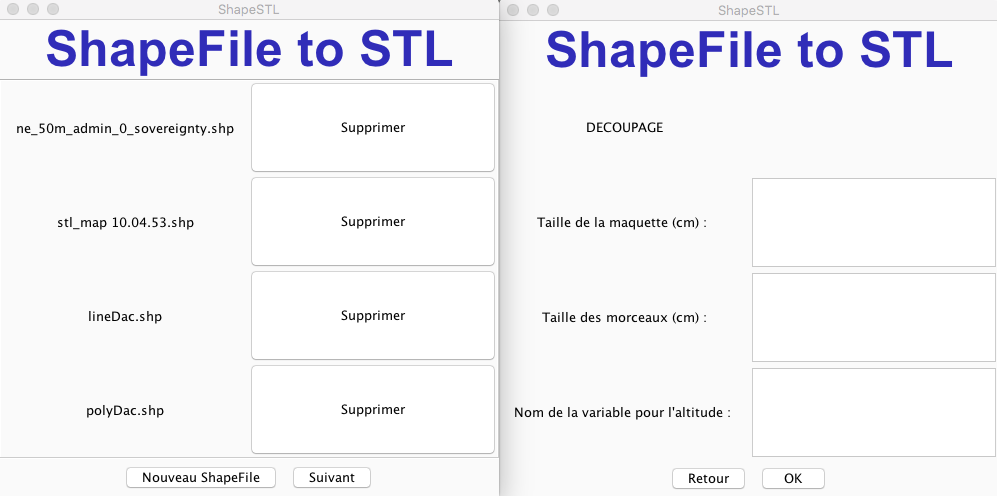 ShapeSTL
ShapeFile to STL
ne_50m_admin_0_sovereignty.shp
Supprimer
stl_map 10.04.53.shp
Supprimer
lineDac.shp
Supprimer
polyDac.shp
Supprimer
Nouveau ShapeFile
Suivant
ShapeSTL
ShapeFile to STL
DECOUPAGE
Taille de la maquette (cm) :
Taille des morceaux (cm) :
Nom de la variable pour l'altitude :
Retour
OK